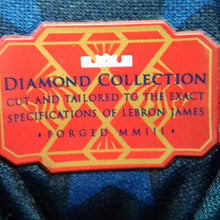 DIAMOND COLLECTION
CUT AND TAILORED TO THE EXACT
SPECIFICATIONS OF LEBRON JAMES
• FORGED MMIII •